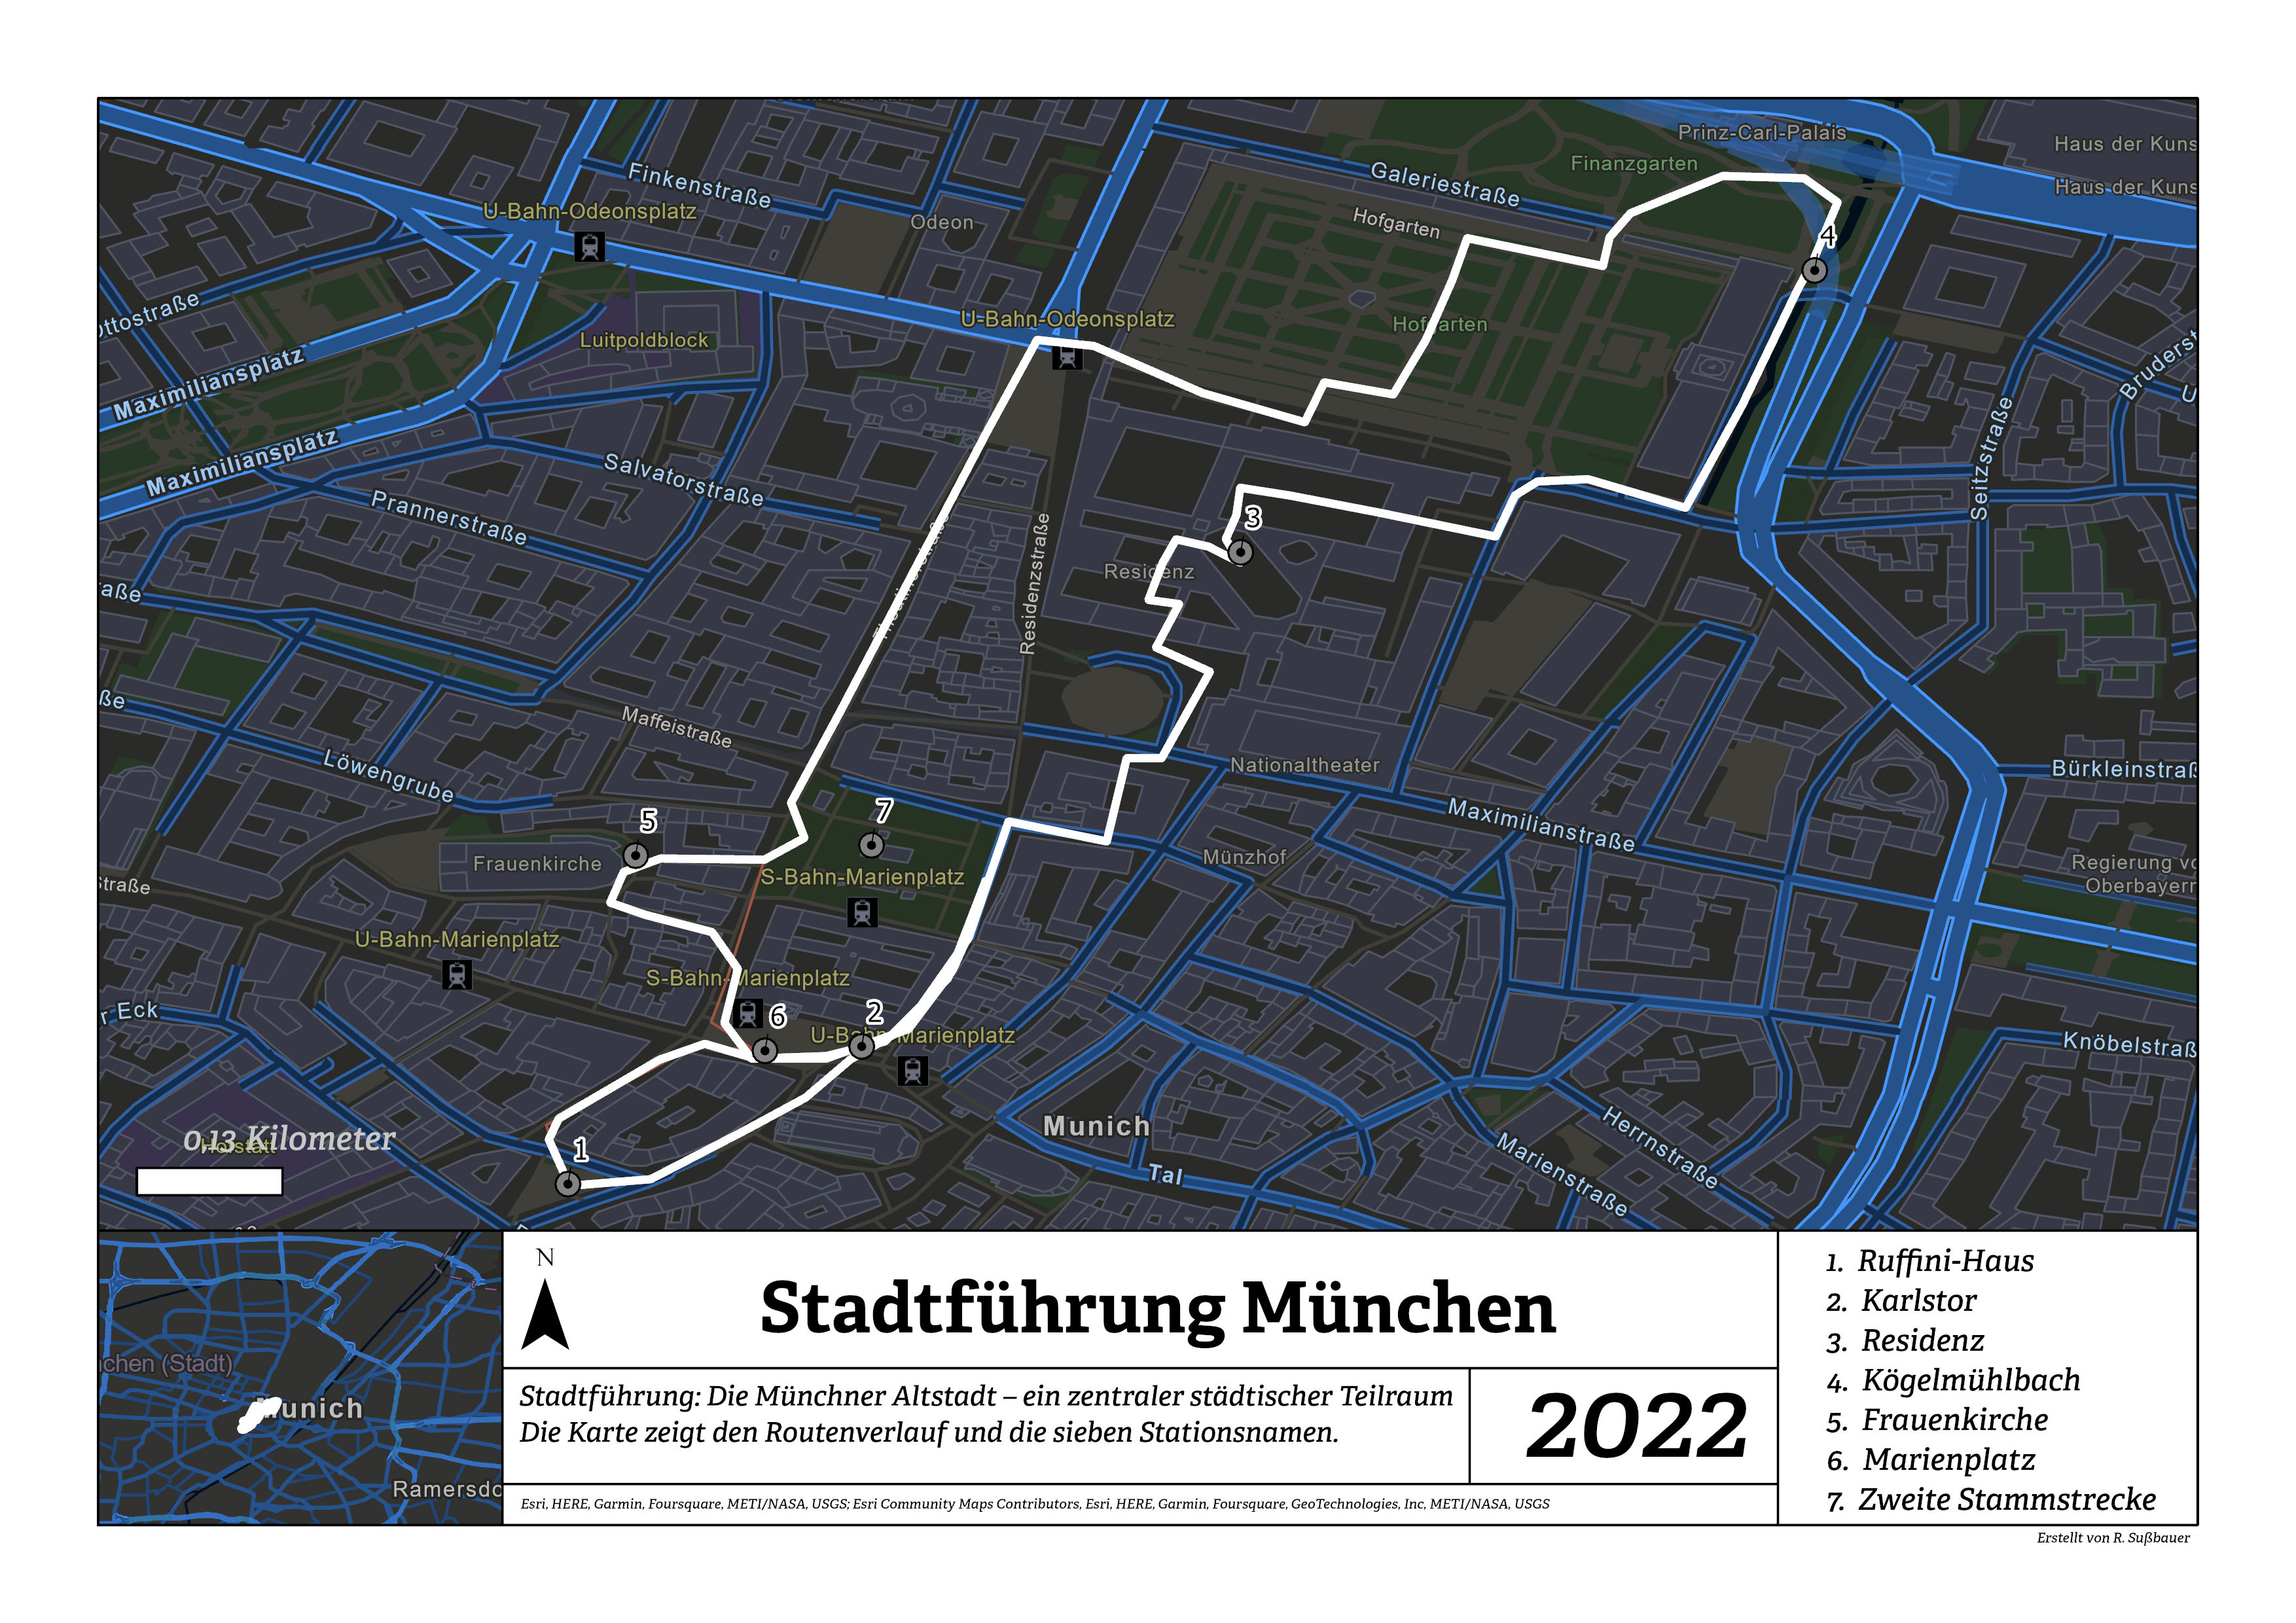 Prinz-Carl-Palais
Haus der Kuns
Finanzgarten
Galeriestraße
Finkenstraße
Haus der Kuns
U-Bahn-Odeonsplatz
Odeon
Hofgarten
4
ottostraße
U-Bahn-Odeonsplatz
Hofgarten
Luitpoldblock
Bruderst
U
Maximiliansplatz
Maximiliansplatz
Salvatorstraße
Seitzstraße
Prannerstraße
3
Residenzstraße
Residenz
aße
ße
Maffeistraße
Löwengrube
Nationaltheater
Bürkleinstraß
Maximilianstraße
7
5
Frauenkirche
Münzhof
Regierung vo
Oberbayern
S-Bahn-Marienplatz
Straße
U-Bahn-Marienplatz
S-Bahn-Marienplatz
r Eck
6
2
U-Bahn-Marienplatz
Knöbelstraß
Munich
0,13 Kilometer
1
Herrnstraße
Marienstraße
Tal
N
Stadtführung München
Stadtführung: Die Münchner Altstadt – ein zentraler städtischer Teilraum
Die Karte zeigt den Routenverlauf und die sieben Stationsnamen.
2022
Esri, HERE, Garmin, Foursquare, METI/NASA, USGS; Esri Community Maps Contributors, Esri, HERE, Garmin, Foursquare, GeoTechnologies, Inc, METI/NASA, USGS
nchen (Stadt)
Munich
Ramersdo
1. Ruffini-Haus
2. Karlstor
3. Residenz
4. Kögelmühlbach
5. Frauenkirche
6. Marienplatz
7. Zweite Stammstrecke
Erstellt von R. Sußbauer